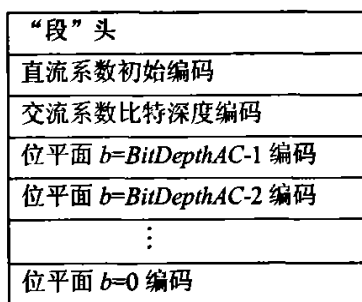 “段”头
直流系数初始编码
交流系数比特深度编码
位平面 b=BitDepthAC-1 编码
位平面 b=BitDepthAC-2 编码
⋮
位平面 b=0 编码